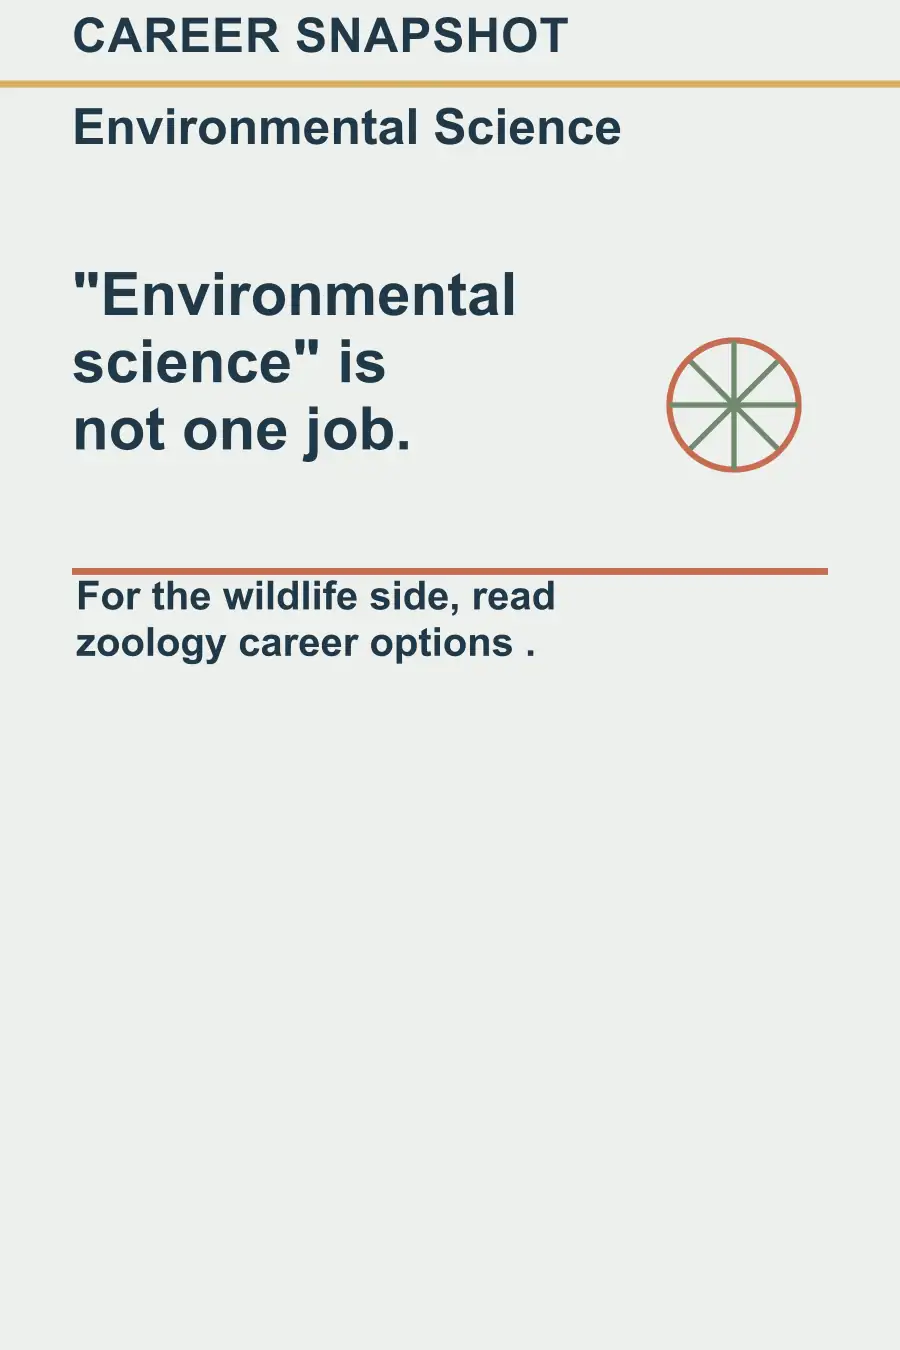 CAREER SNAPSHOT
Environmental Science
"Environmental
science" is
not one job.
For the wildlife side, read
zoology career options .